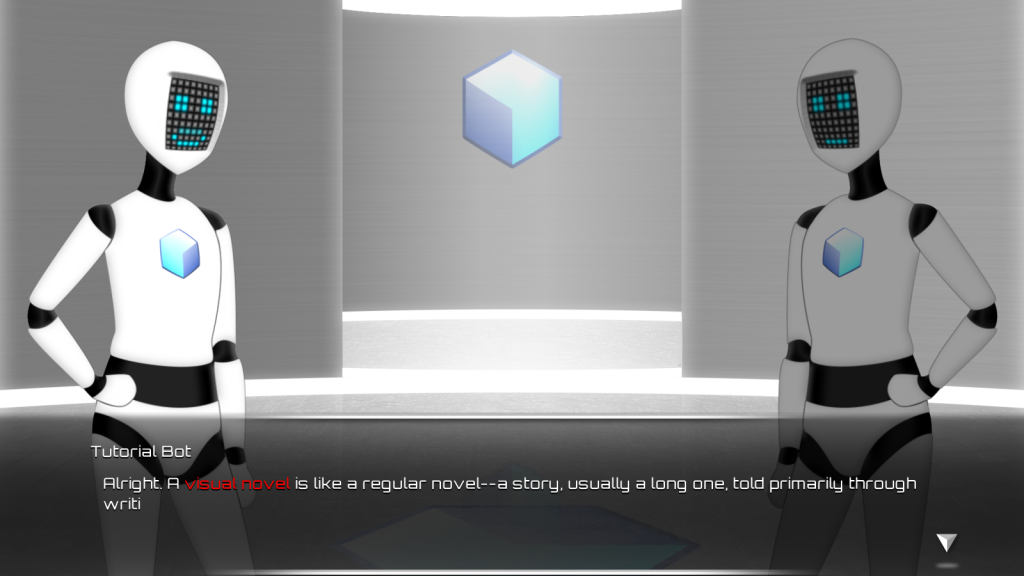 Tutorial Bot
Alright. A visual novel is like a regular novel--a story, usually a long one, told primarily through
writi